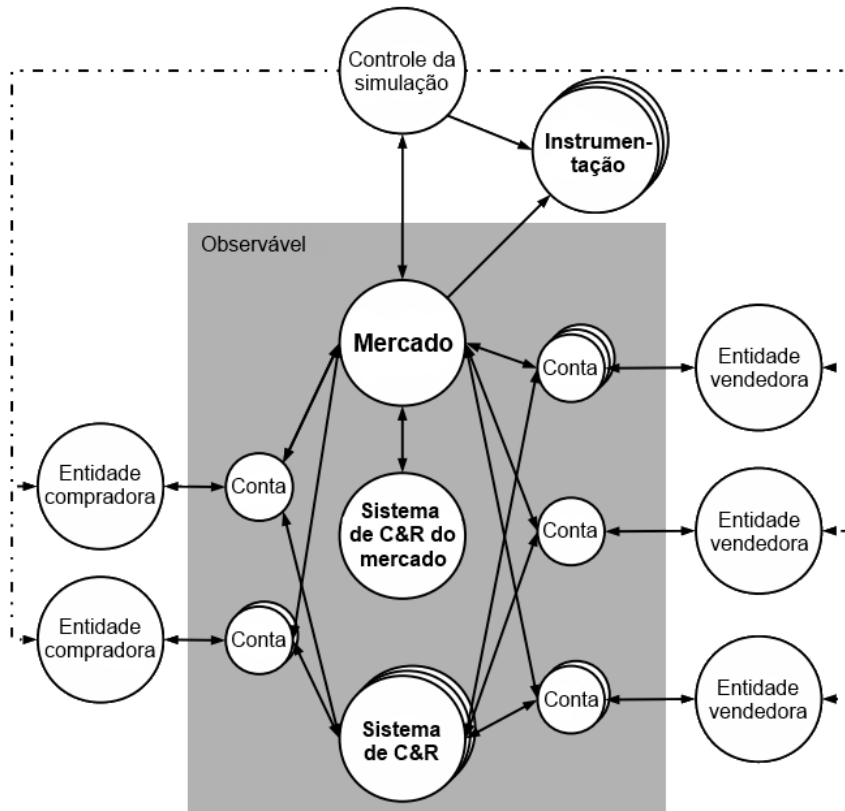 Controle da
simulação
Instrumen-
tação
Observável
Mercado
Conta
Entidade
vendedora
Entidade
compradora
Conta
Sistema
de C&R do
mercado
Conta
Entidade
vendedora
Entidade
compradora
Conta
Sistema
de C&R
Conta
Entidade
vendedora